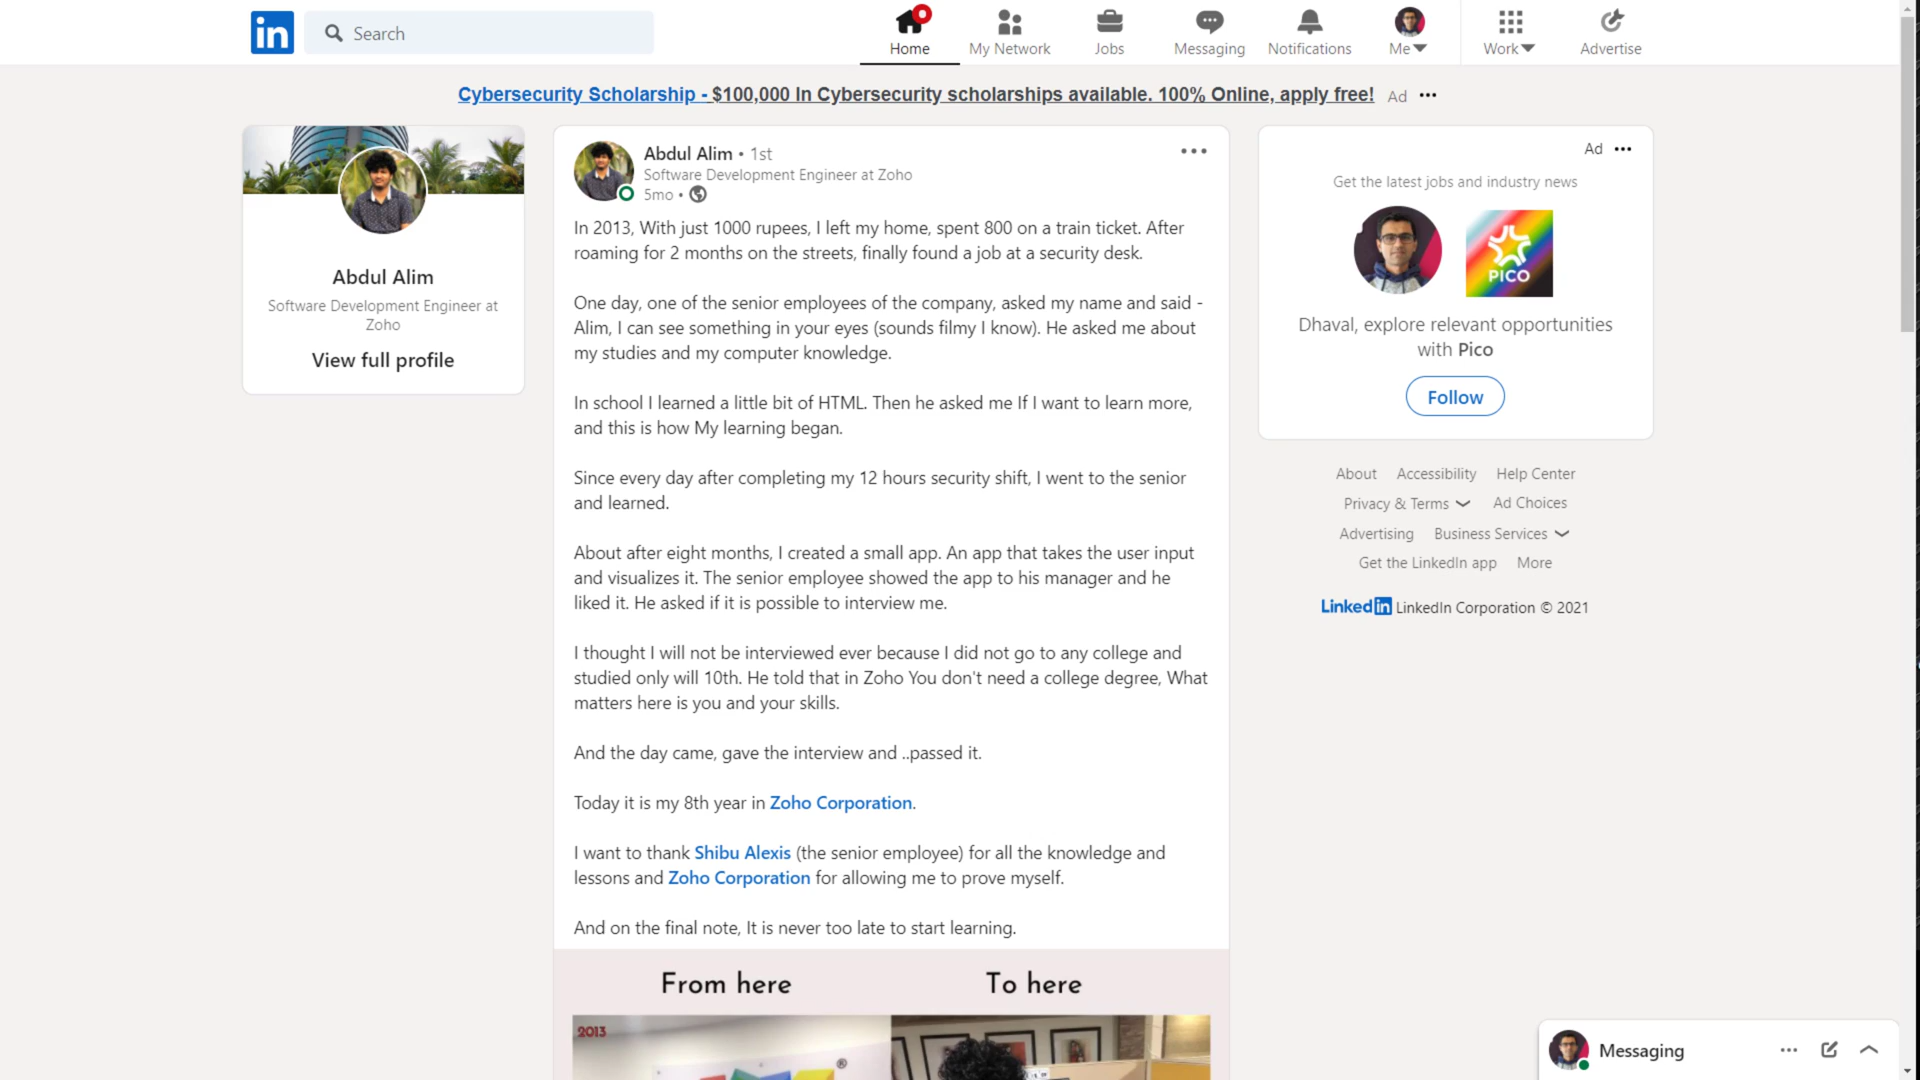 in
Search
Home
My Network
Jobs
Messaging
Notifications
Me
Work
Advertise
Cybersecurity Scholarship - $100,000 In Cybersecurity scholarships available. 100% Online, apply free! Ad
Abdul Alim
Software Development Engineer at
Zoho
View full profile
Abdul Alim • 1st
Software Development Engineer at Zoho
5mo •
In 2013, With just 1000 rupees, I left my home, spent 800 on a train ticket. After
roaming for 2 months on the streets, finally found a job at a security desk.
One day, one of the senior employees of the company, asked my name and said -
Alim, I can see something in your eyes (sounds filmy I know). He asked me about
my studies and my computer knowledge.
In school I learned a little bit of HTML. Then he asked me If I want to learn more,
and this is how My learning began.
Since every day after completing my 12 hours security shift, I went to the senior
and learned.
About after eight months, I created a small app. An app that takes the user input
and visualizes it. The senior employee showed the app to his manager and he
liked it. He asked if it is possible to interview me.
I thought I will not be interviewed ever because I did not go to any college and
studied only will 10th. He told that in Zoho You don't need a college degree, What
matters here is you and your skills.
And the day came, gave the interview and ..passed it.
Today it is my 8th year in Zoho Corporation.
I want to thank Shibu Alexis (the senior employee) for all the knowledge and
lessons and Zoho Corporation for allowing me to prove myself.
And on the final note, It is never too late to start learning.
From here
To here
2013
®
Ad
Get the latest jobs and industry news
PICO
Dhaval, explore relevant opportunities
with Pico
Follow
About Accessibility Help Center
Privacy & Terms Ad Choices
Advertising Business Services
Get the LinkedIn app More
LinkedIn LinkedIn Corporation © 2021
Messaging